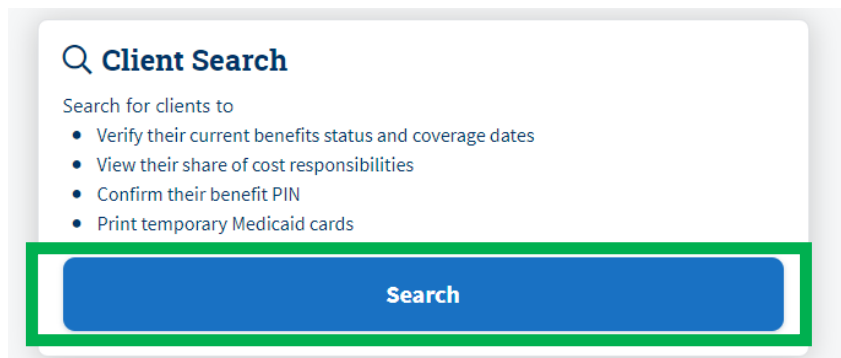 Client Search
Search for clients to
• Verify their current benefits status and coverage dates
• View their share of cost responsibilities
• Confirm their benefit PIN
• Print temporary Medicaid cards
Search